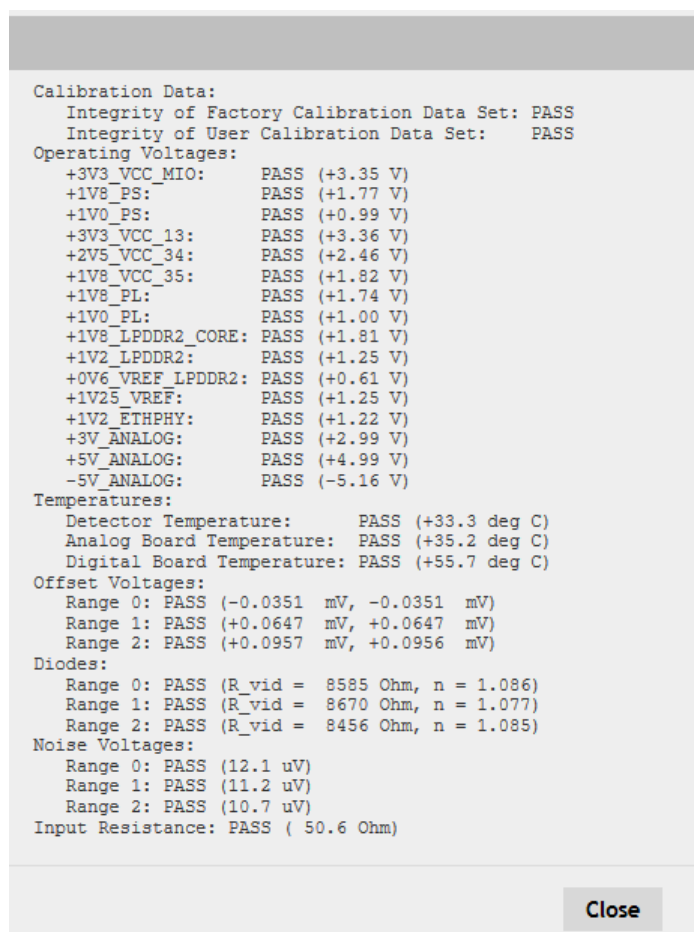 Calibration Data:
   Integrity of Factory Calibration Data Set: PASS
   Integrity of User Calibration Data Set:    PASS
Operating Voltages:
   +3V3_VCC_MIO:      PASS (+3.35 V)
   +1V8_PS:           PASS (+1.77 V)
   +1V0_PS:           PASS (+0.99 V)
   +3V3_VCC_13:       PASS (+3.36 V)
   +2V5_VCC_34:       PASS (+2.46 V)
   +1V8_VCC_35:       PASS (+1.82 V)
   +1V8_PL:           PASS (+1.74 V)
   +1V0_PL:           PASS (+1.00 V)
   +1V8_LPDDR2_CORE: PASS (+1.81 V)
   +1V2_LPDDR2:       PASS (+1.25 V)
   +0V6_VREF_LPDDR2: PASS (+0.61 V)
   +1V25_VREF:        PASS (+1.25 V)
   +1V2_ETHPHY:       PASS (+1.22 V)
   +3V_ANALOG:        PASS (+2.99 V)
   +5V_ANALOG:        PASS (+4.99 V)
   -5V_ANALOG:        PASS (-5.16 V)
Temperatures:
   Detector Temperature:      PASS (+33.3 deg C)
   Analog Board Temperature:  PASS (+35.2 deg C)
   Digital Board Temperature: PASS (+55.7 deg C)
Offset Voltages:
   Range 0: PASS (-0.0351  mV, -0.0351  mV)
   Range 1: PASS (+0.0647  mV, +0.0647  mV)
   Range 2: PASS (+0.0957  mV, +0.0956  mV)
Diodes:
   Range 0: PASS (R_vid =  8585 Ohm, n = 1.086)
   Range 1: PASS (R_vid =  8670 Ohm, n = 1.077)
   Range 2: PASS (R_vid =  8456 Ohm, n = 1.085)
Noise Voltages:
   Range 0: PASS (12.1 uV)
   Range 1: PASS (11.2 uV)
   Range 2: PASS (10.7 uV)
Input Resistance: PASS ( 50.6 Ohm)
Close